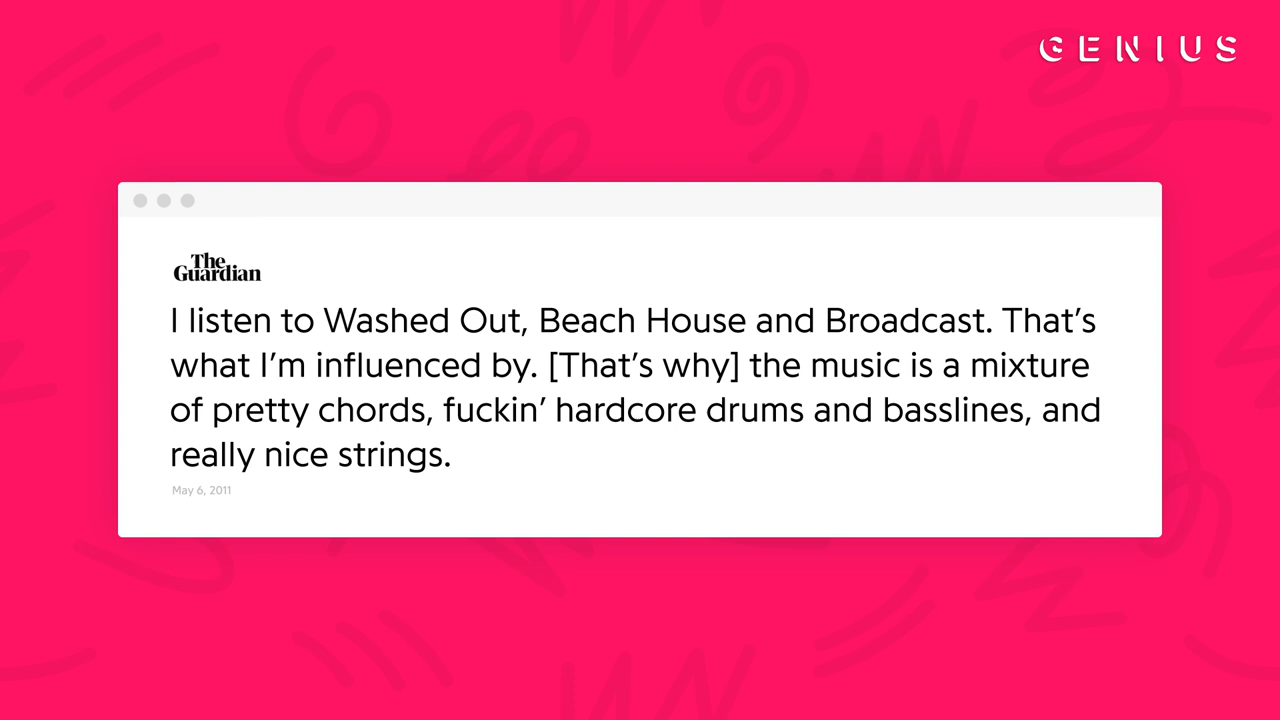 GENIUS
The
Guardian
I listen to Washed Out, Beach House and Broadcast. That’s
what I’m influenced by. [That’s why] the music is a mixture
of pretty chords, fuckin’ hardcore drums and basslines, and
really nice strings.
May 6, 2011